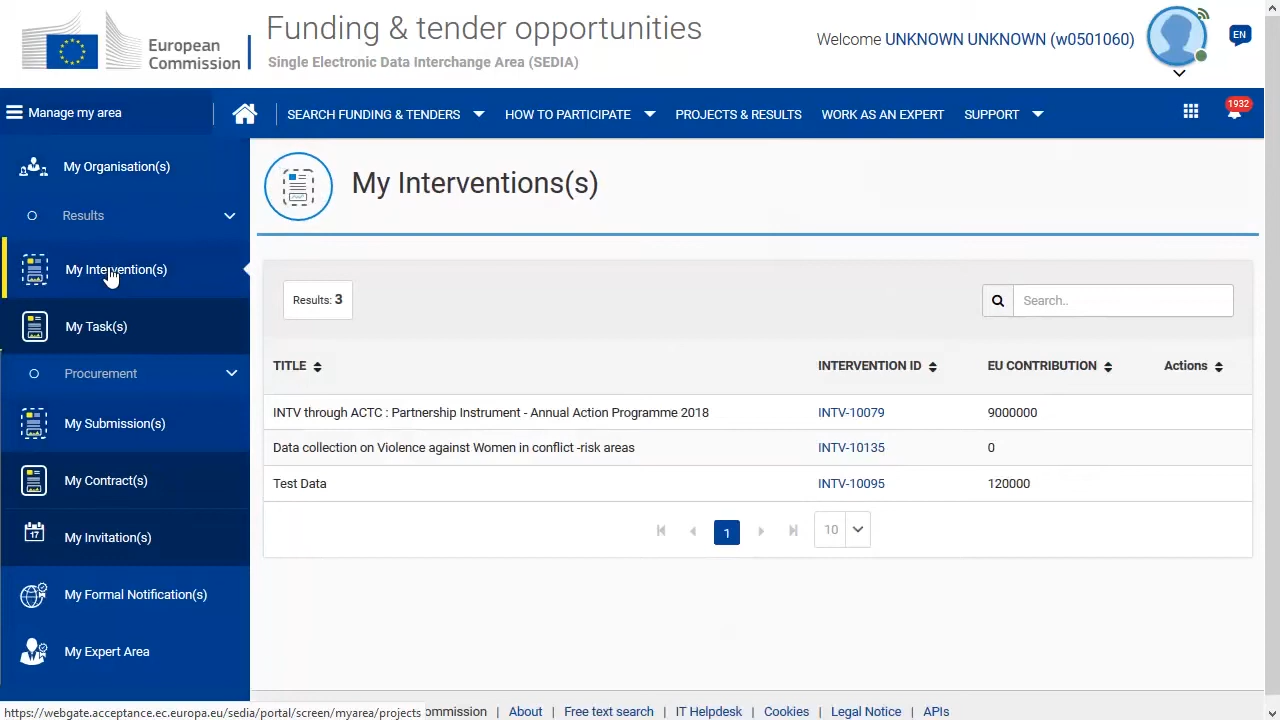 European
Commission
Funding & tender opportunities
Single Electronic Data Interchange Area (SEDIA)
Welcome UNKNOWN UNKNOWN (w0501060)
EN
Manage my area
SEARCH FUNDING & TENDERS
HOW TO PARTICIPATE
PROJECTS & RESULTS
WORK AS AN EXPERT
SUPPORT
1932
My Organisation(s)
Results
My Intervention(s)
My Task(s)
Procurement
My Submission(s)
My Contract(s)
17
My Invitation(s)
My Formal Notification(s)
My Expert Area
My Interventions(s)
Results: 3
Search..
TITLE INTERVENTION ID EU CONTRIBUTION Actions
INTV through ACTC : Partnership Instrument - Annual Action Programme 2018 INTV-10079 9000000
Data collection on Violence against Women in conflict -risk areas INTV-10135 0
Test Data INTV-10095 120000
1
10
https://webgate.acceptance.ec.europa.eu/sedia/portal/screen/myarea/projects
ommission | About | Free text search | IT Helpdesk | Cookies | Legal Notice | APIs